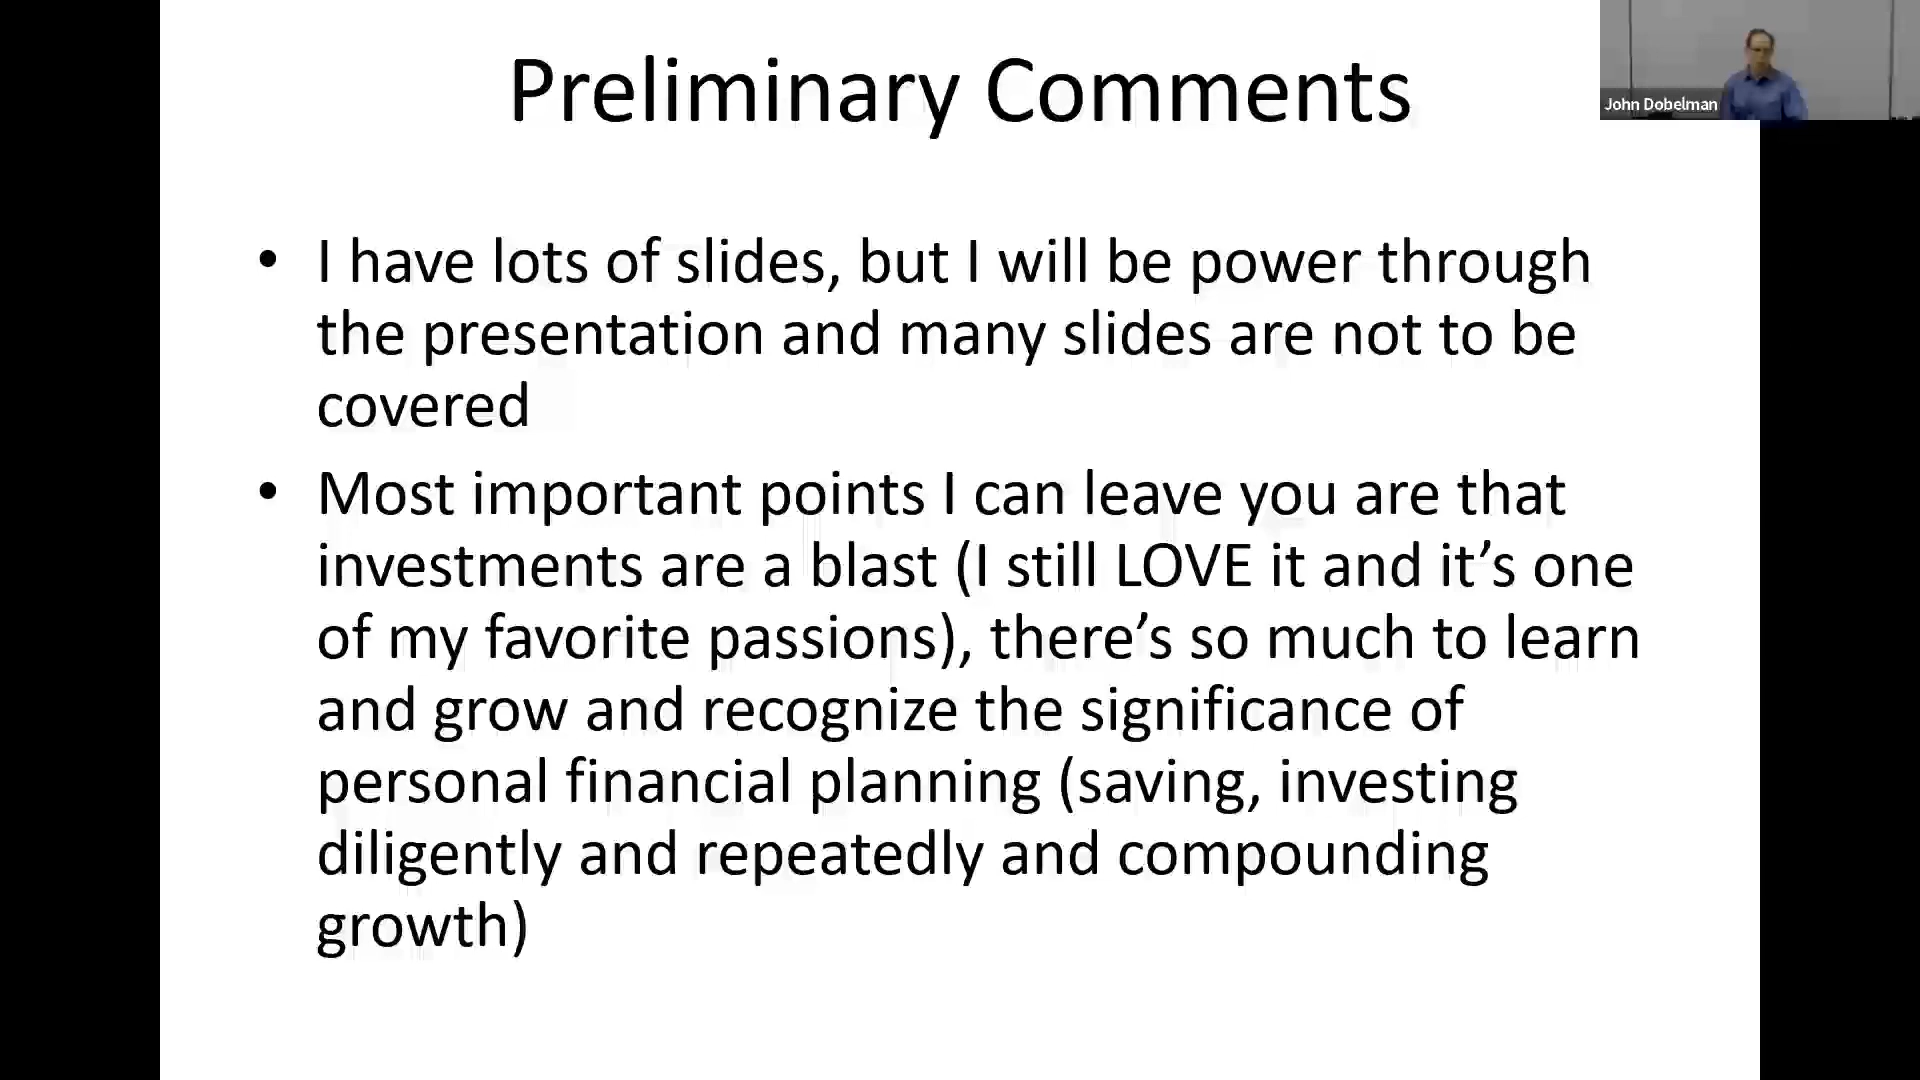 Preliminary Comments
John Dobelman
• I have lots of slides, but I will be power through
the presentation and many slides are not to be
covered
• Most important points I can leave you are that
investments are a blast (I still LOVE it and it’s one
of my favorite passions), there’s so much to learn
and grow and recognize the significance of
personal financial planning (saving, investing
diligently and repeatedly and compounding
growth)